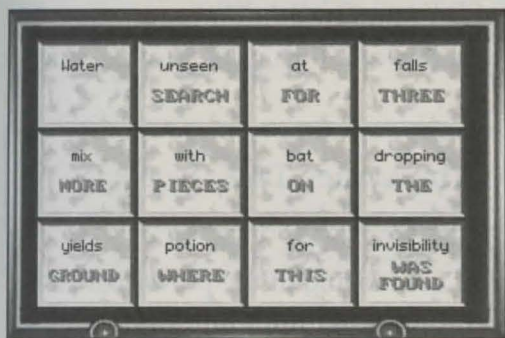 Water unseen at falls
SEARCH FOR THREE
mix with bat dropping
MORE PIECES ON THE
yields potion for invisibility
GROUND WHERE THIS WAS
FOUND